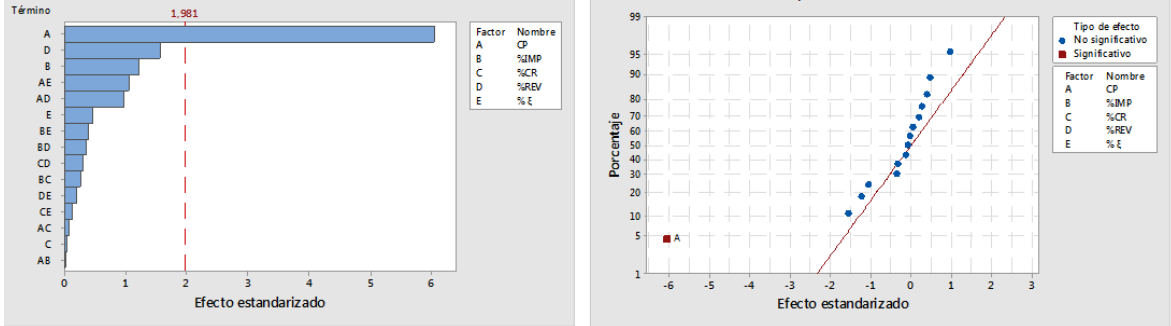 Término
1,981
A
D
B
AE
AD
E
BE
BD
CD
BC
DE
CE
AC
C
AB
0 1 2 3 4 5 6
Efecto estandarizado
Factor Nombre
A CP
B %IMP
C %CR
D %REV
E % ξ
99
95
90
80
70
60
50
40
30
20
10
5
1
Porcentaje
A
-6 -5 -4 -3 -2 -1 0 1 2 3
Efecto estandarizado
Tipo de efecto
No significativo
Significativo
Factor Nombre
A CP
B %IMP
C %CR
D %REV
E % ξ